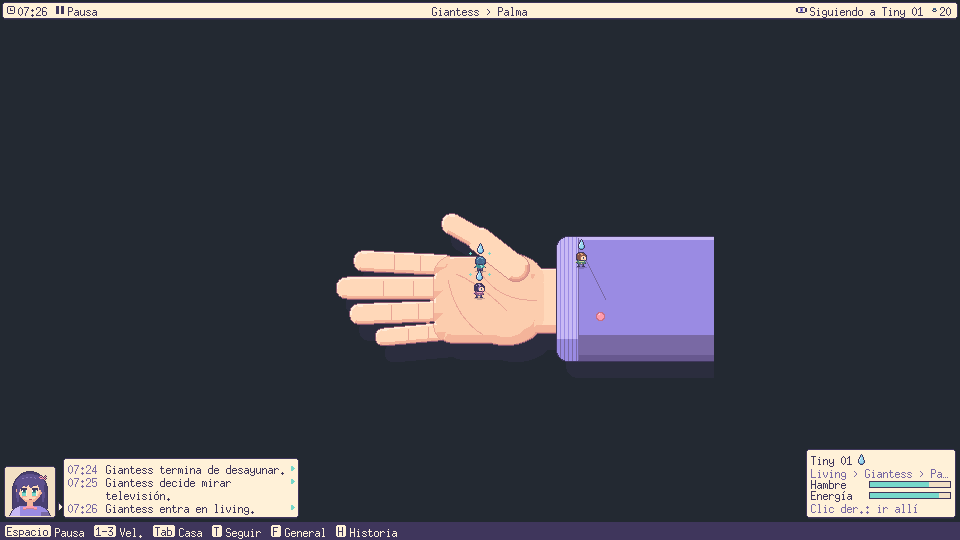 07:26 Pausa
Giantess > Palma
Siguiendo a Tiny 01 20
07:24 Giantess termina de desayunar.
07:25 Giantess decide mirar
televisión.
07:26 Giantess entra en living.
Tiny 01
Living > Giantess > Pa…
Hambre
Energía
Clic der.: ir allí
Espacio Pausa 1-3 Vel. Tab Casa T Seguir F General H Historia